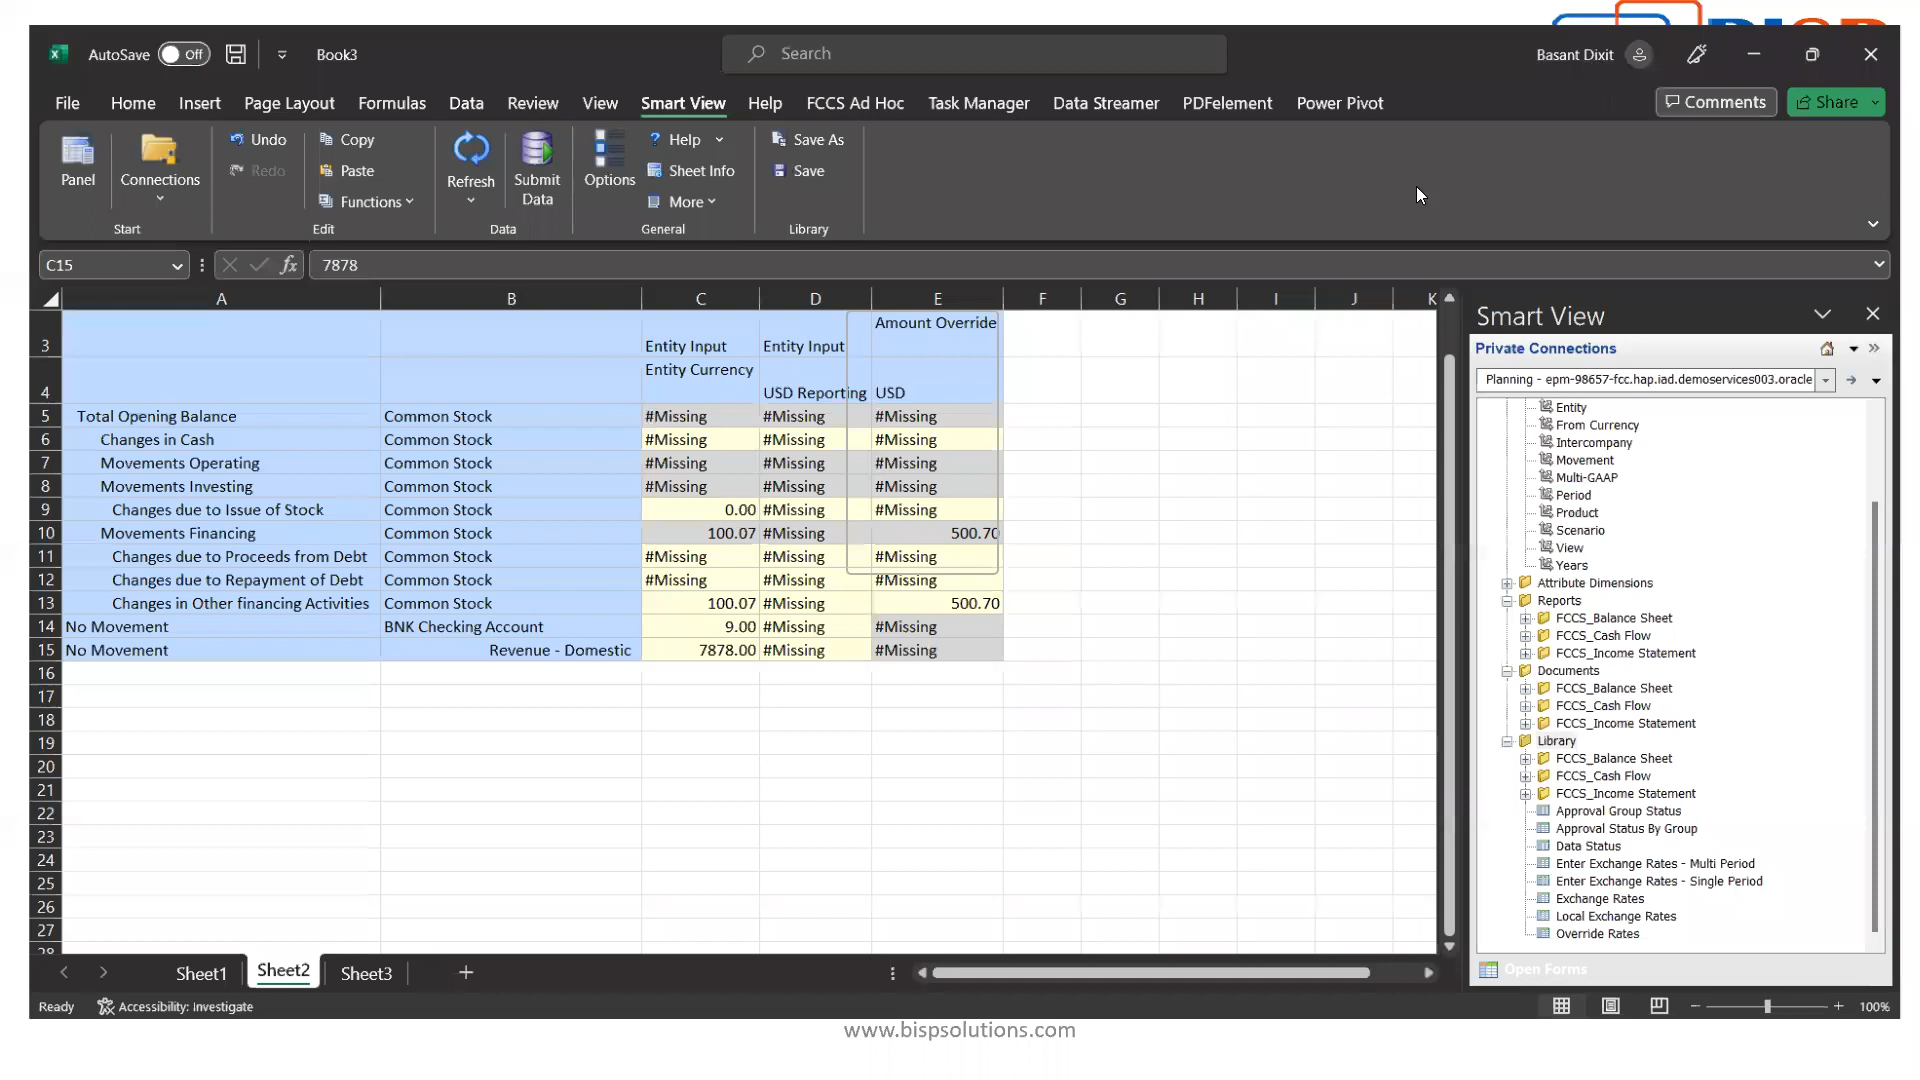 AutoSave Off Book3 Search Basant Dixit
File Home Insert Page Layout Formulas Data Review View Smart View Help FCCS Ad Hoc Task Manager Data Streamer PDFelement Power Pivot Comments Share
Panel Connections Undo Redo Copy Paste Functions Refresh Submit Data Options Help Sheet Info More Save As Save
Start Edit Data General Library
C15 fx 7878
A B C D E F G H I J K
3 Entity Input Entity Input Amount Override
4 Entity Currency USD Reporting USD
5 Total Opening Balance Common Stock #Missing #Missing #Missing
6 Changes in Cash Common Stock #Missing #Missing #Missing
7 Movements Operating Common Stock #Missing #Missing #Missing
8 Movements Investing Common Stock #Missing #Missing #Missing
9 Changes due to Issue of Stock Common Stock 0.00 #Missing #Missing
10 Movements Financing Common Stock 100.07 #Missing 500.70
11 Changes due to Proceeds from Debt Common Stock #Missing #Missing #Missing
12 Changes due to Repayment of Debt Common Stock #Missing #Missing #Missing
13 Changes in Other financing Activities Common Stock 100.07 #Missing 500.70
14 No Movement BNK Checking Account 9.00 #Missing #Missing
15 No Movement Revenue - Domestic 7878.00 #Missing #Missing
16
17
18
19
20
21
22
23
24
25
26
27
28
Smart View
Private Connections
Planning - epm-98657-fcc.hap.iad.demoservices003.oracle
Entity
From Currency
Intercompany
Movement
Multi-GAAP
Period
Product
Scenario
View
Years
Attribute Dimensions
Reports
FCCS_Balance Sheet
FCCS_Cash Flow
FCCS_Income Statement
Documents
FCCS_Balance Sheet
FCCS_Cash Flow
FCCS_Income Statement
Library
FCCS_Balance Sheet
FCCS_Cash Flow
FCCS_Income Statement
Approval Group Status
Approval Status By Group
Data Status
Enter Exchange Rates - Multi Period
Enter Exchange Rates - Single Period
Exchange Rates
Local Exchange Rates
Override Rates
Open Forms
Sheet1 Sheet2 Sheet3
Ready Accessibility: Investigate 100%
www.bispsolutions.com